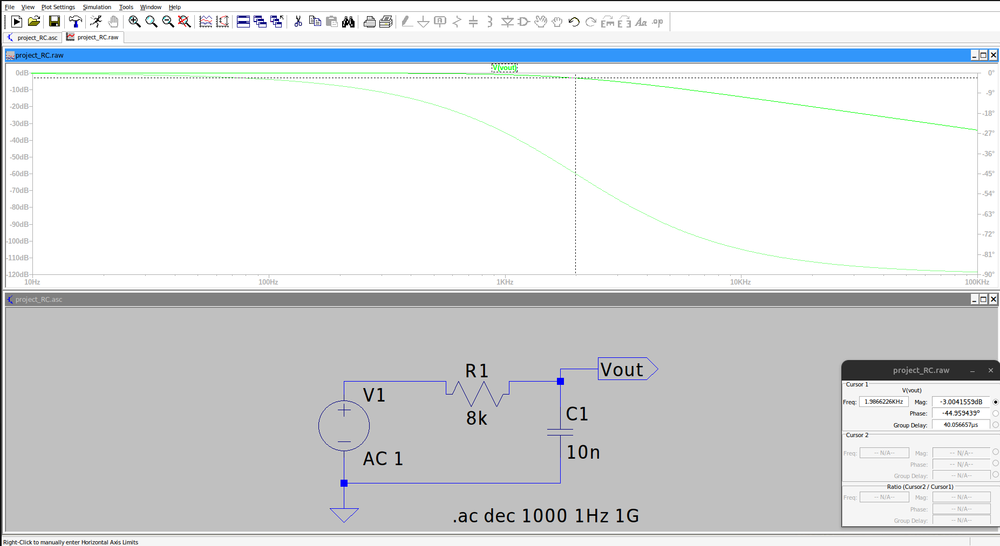 File View Plot Settings Simulation Tools Window Help
A Aa .op
project_RC.asc project_RC.raw
project_RC.raw
V(vout)
0dB 0°
-10dB -9°
-20dB -18°
-30dB -27°
-40dB -36°
-50dB -45°
-60dB -54°
-70dB -63°
-80dB -72°
-90dB -81°
-100dB -90°
-110dB
-120dB
10Hz 100Hz 1KHz 10KHz 100KHz
project_RC.asc
R1
8k
V1
AC 1
Vout
C1
10n
.ac dec 1000 1Hz 1G
project_RC.raw
Cursor 1
V(vout)
Freq: 1.9866226KHz Mag: -3.0041559dB
Phase: -44.959439°
Group Delay: 40.056657µs
Cursor 2
Freq: -- N/A-- Mag: -- N/A--
Phase: -- N/A--
Group Delay: -- N/A--
Ratio (Cursor2 / Cursor1)
Freq: -- N/A-- Mag: -- N/A--
Phase: -- N/A--
Group Delay: -- N/A--
Right-Click to manually enter Horizontal Axis Limits